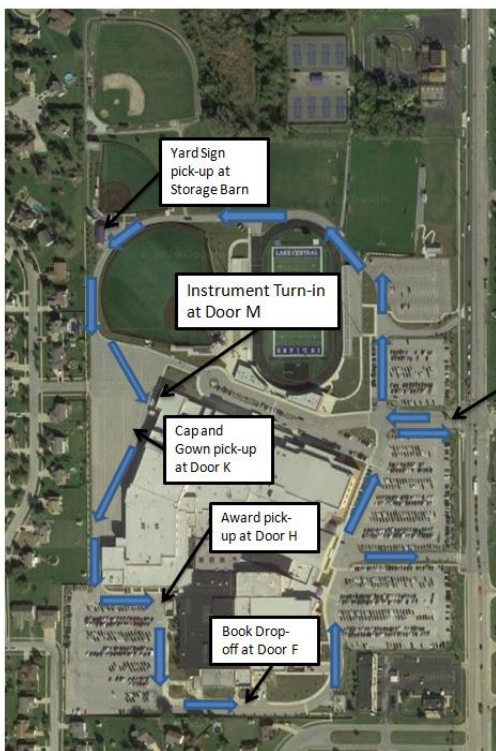 Yard Sign
pick-up at
Storage Barn
LAKE CENTRAL
Instrument Turn-in
at Door M
Cap and
Gown pick-up
at Door K
Award pick-
up at Door H
Book Drop-
off at Door F